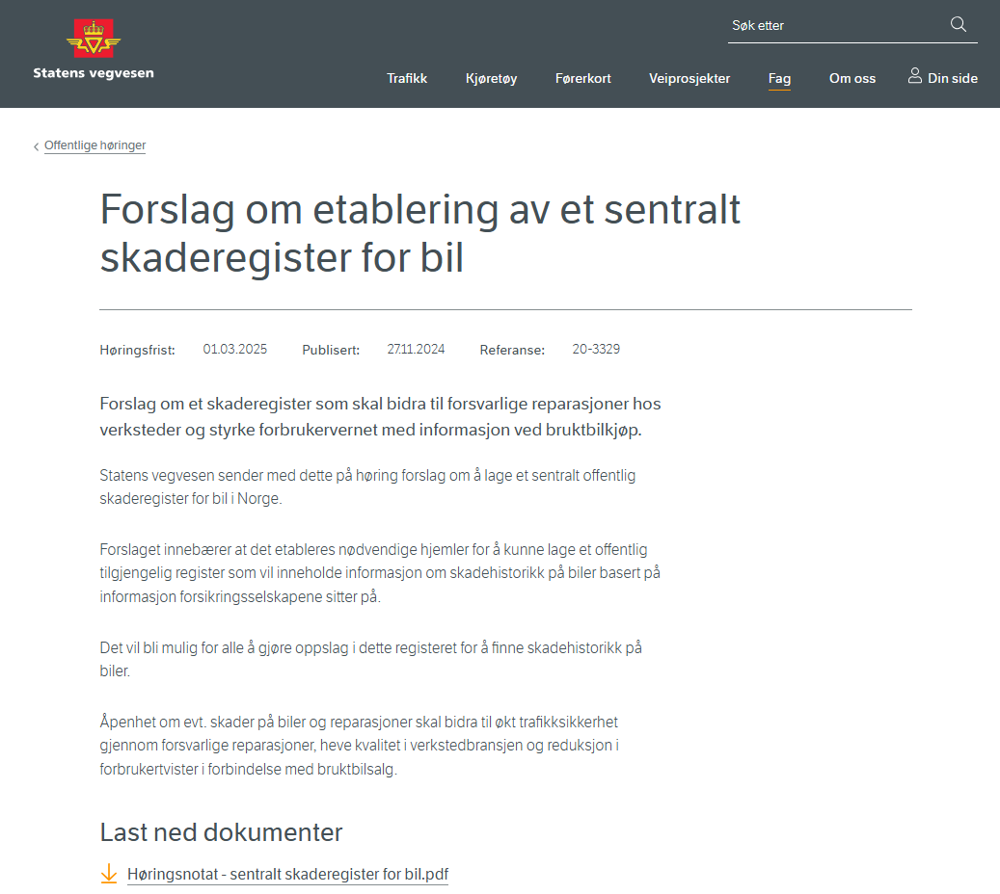 Statens vegvesen
Søk etter
Trafikk
Kjøretøy
Førerkort
Veiprosjekter
Fag
Om oss
Din side
Offentlige høringer
Forslag om etablering av et sentralt
skaderegister for bil
Høringsfrist: 01.03.2025 Publisert: 27.11.2024 Referanse: 20-3329
Forslag om et skaderegister som skal bidra til forsvarlige reparasjoner hos
verksteder og styrke forbrukervernet med informasjon ved bruktbilkjøp.
Statens vegvesen sender med dette på høring forslag om å lage et sentralt offentlig
skaderegister for bil i Norge.
Forslaget innebærer at det etableres nødvendige hjemler for å kunne lage et offentlig
tilgjengelig register som vil inneholde informasjon om skadehistorikk på biler basert på
informasjon forsikringsselskapene sitter på.
Det vil bli mulig for alle å gjøre oppslag i dette registeret for å finne skadehistorikk på
biler.
Åpenhet om evt. skader på biler og reparasjoner skal bidra til økt trafikksikkerhet
gjennom forsvarlige reparasjoner, heve kvalitet i verkstedbransjen og reduksjon i
forbrukertvister i forbindelse med bruktbilsalg.
Last ned dokumenter
Høringsnotat - sentralt skaderegister for bil.pdf